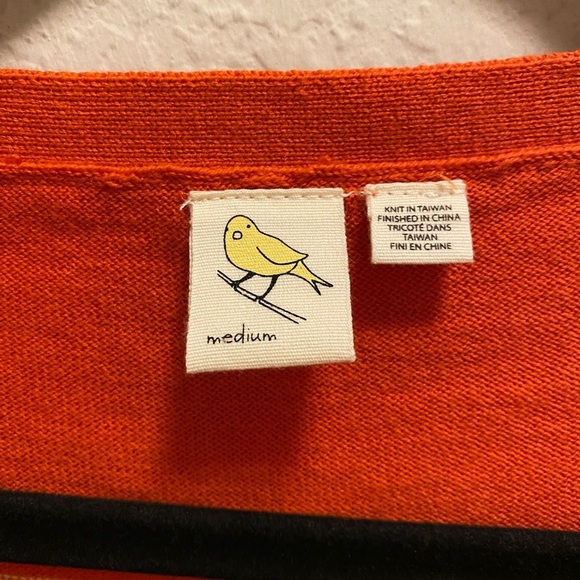 medium
KNIT IN TAIWAN
FINISHED IN CHINA
TRICOTÉ DANS
TAIWAN
FINI EN CHINE